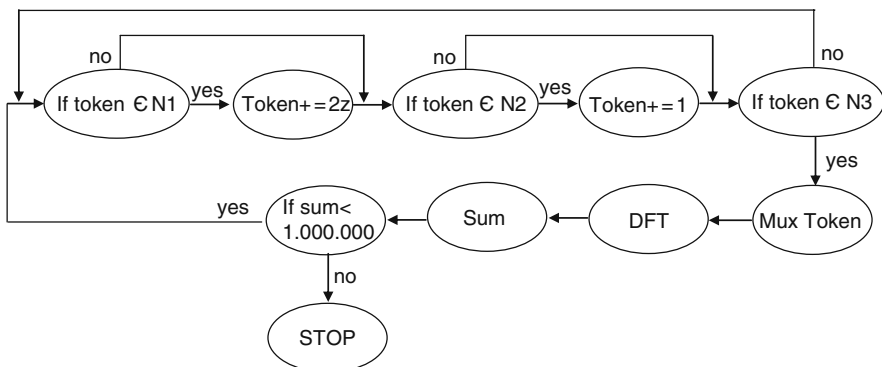 no
no
no
If token Є N1
yes
Token+=2z
If token Є N2
yes
Token+=1
If token Є N3
yes
yes
If sum<
1.000.000
Sum
DFT
Mux Token
no
STOP